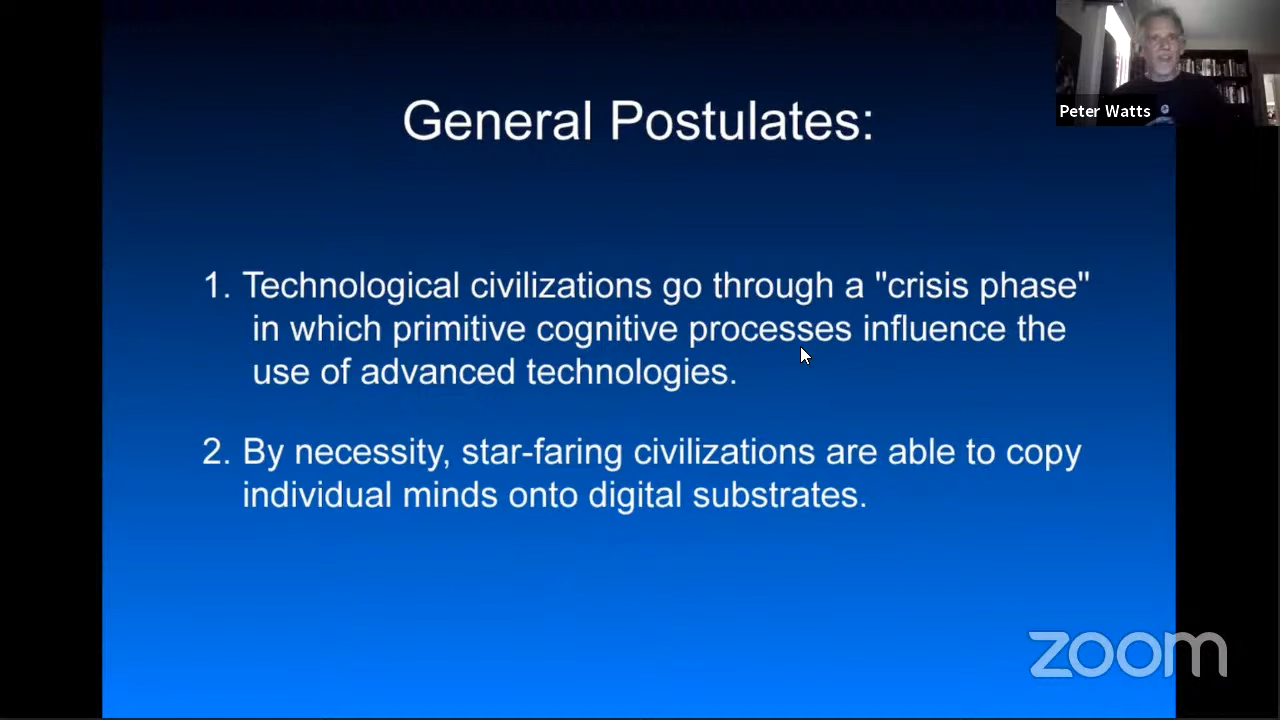 General Postulates:
Peter Watts
1. Technological civilizations go through a "crisis phase"
in which primitive cognitive processes influence the
use of advanced technologies.
2. By necessity, star-faring civilizations are able to copy
individual minds onto digital substrates.
zoom